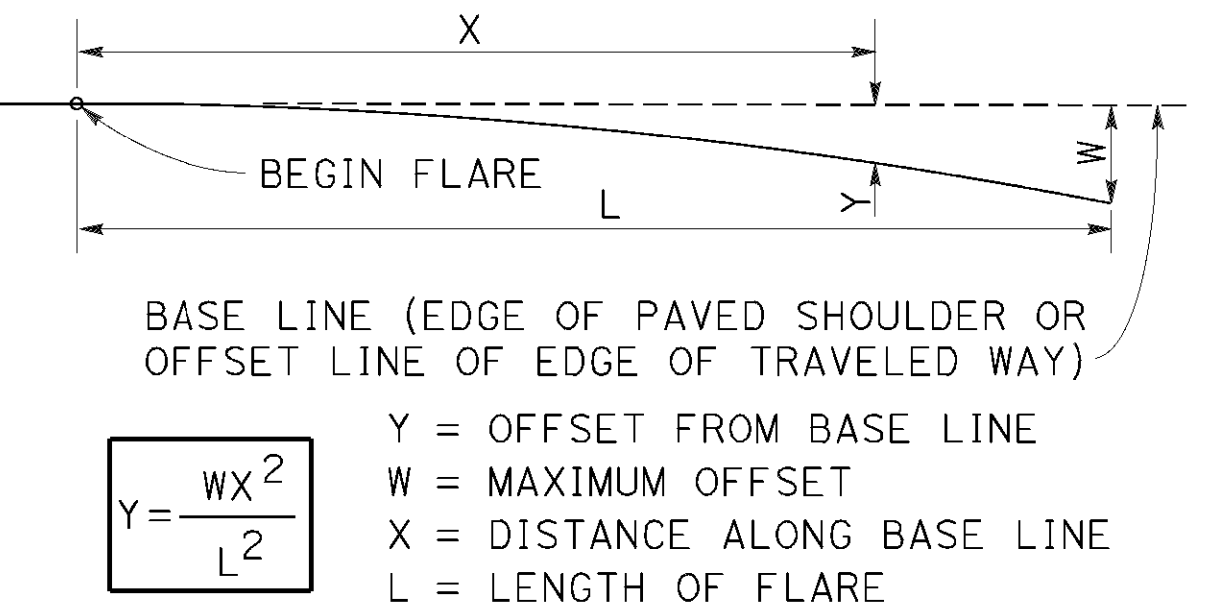 X
BEGIN FLARE
W
Y
L
BASE LINE (EDGE OF PAVED SHOULDER OR
OFFSET LINE OF EDGE OF TRAVELED WAY)
Y = WX²/L²
Y = OFFSET FROM BASE LINE
W = MAXIMUM OFFSET
X = DISTANCE ALONG BASE LINE
L = LENGTH OF FLARE